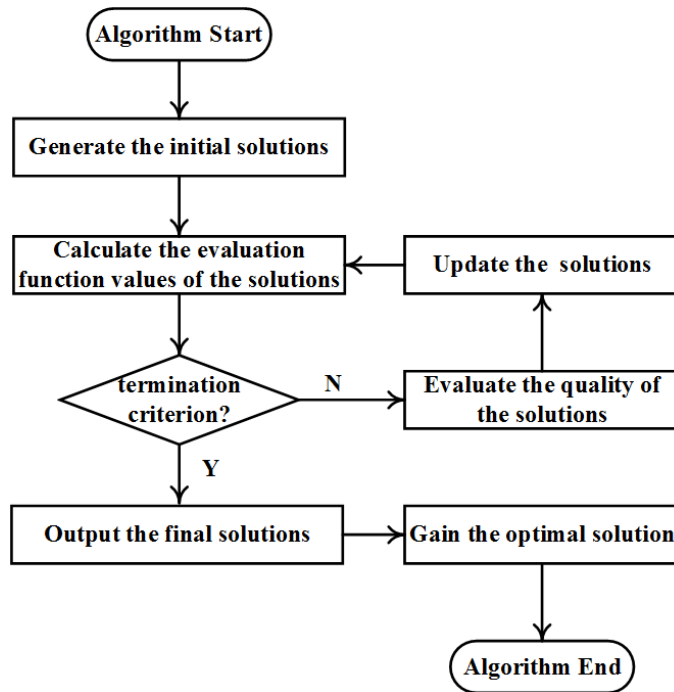 Algorithm Start
Generate the initial solutions
Calculate the evaluation
function values of the solutions
Update the solutions
termination
criterion?
N
Evaluate the quality of
the solutions
Y
Output the final solutions
Gain the optimal solution
Algorithm End